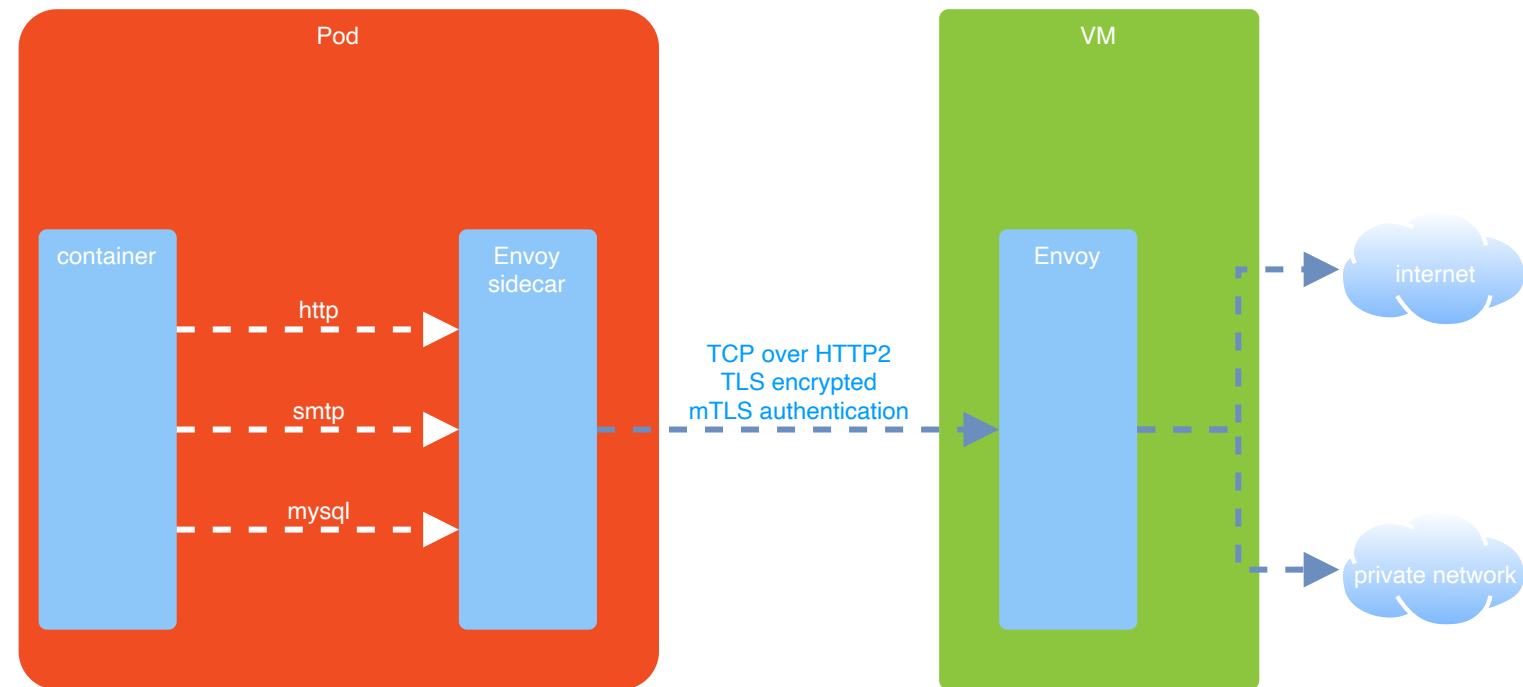 Pod
VM
container
Envoy
sidecar
Envoy
internet
http
TCP over HTTP2
TLS encrypted
mTLS authentication
smtp
mysql
private network